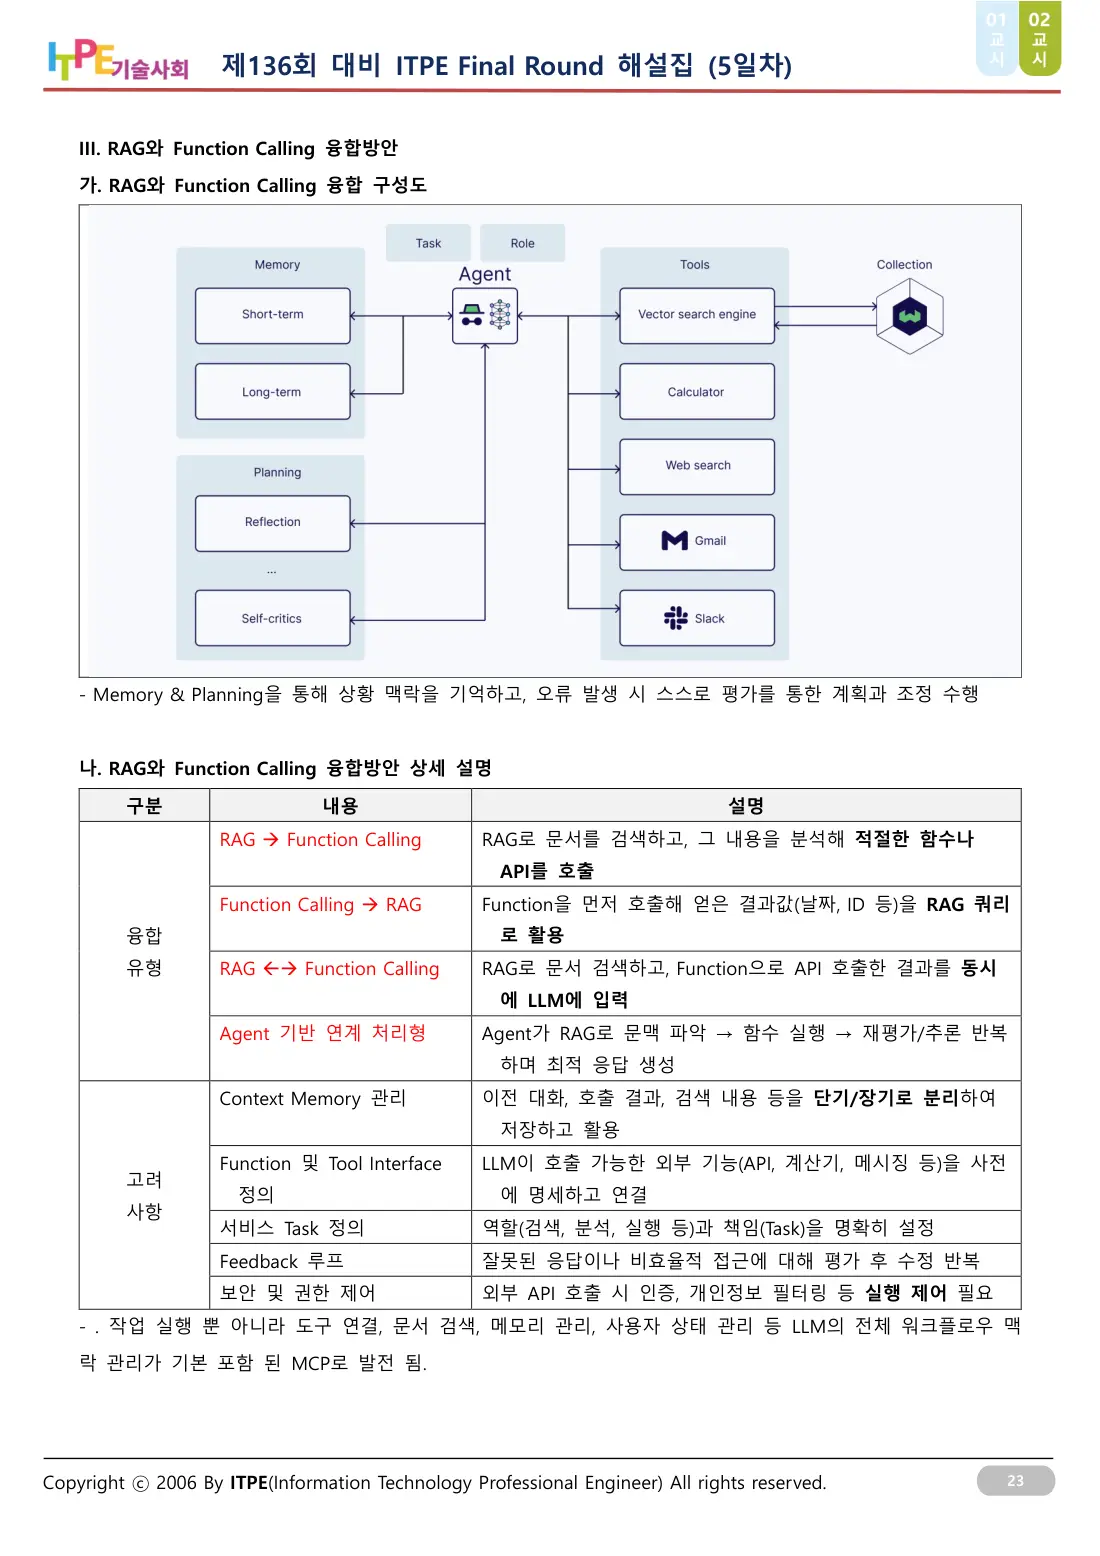 01
교
시
02
교
시
ITPE기술사회
제136회 대비 ITPE Final Round 해설집 (5일차)
III. RAG와 Function Calling 융합방안
가. RAG와 Function Calling 융합 구성도
Task
Role
Memory
Agent
Tools
Collection
Short-term
Vector search engine
Long-term
Calculator
Planning
Web search
Reflection
Gmail
...
Self-critics
Slack
- Memory & Planning을 통해 상황 맥락을 기억하고, 오류 발생 시 스스로 평가를 통한 계획과 조정 수행
나. RAG와 Function Calling 융합방안 상세 설명
구분 내용 설명
융합
유형
RAG → Function Calling
RAG로 문서를 검색하고, 그 내용을 분석해 적절한 함수나
API를 호출
Function Calling → RAG
Function을 먼저 호출해 얻은 결과값(날짜, ID 등)을 RAG 쿼리
로 활용
RAG ←→ Function Calling
RAG로 문서 검색하고, Function으로 API 호출한 결과를 동시
에 LLM에 입력
Agent 기반 연계 처리형
Agent가 RAG로 문맥 파악 → 함수 실행 → 재평가/추론 반복
하며 최적 응답 생성
고려
사항
Context Memory 관리
이전 대화, 호출 결과, 검색 내용 등을 단기/장기로 분리하여
저장하고 활용
Function 및 Tool Interface
정의
LLM이 호출 가능한 외부 기능(API, 계산기, 메시징 등)을 사전
에 명세하고 연결
서비스 Task 정의
역할(검색, 분석, 실행 등)과 책임(Task)을 명확히 설정
Feedback 루프
잘못된 응답이나 비효율적 접근에 대해 평가 후 수정 반복
보안 및 권한 제어
외부 API 호출 시 인증, 개인정보 필터링 등 실행 제어 필요
- . 작업 실행 뿐 아니라 도구 연결, 문서 검색, 메모리 관리, 사용자 상태 관리 등 LLM의 전체 워크플로우 맥
락 관리가 기본 포함 된 MCP로 발전 됨.
Copyright ⓒ 2006 By ITPE(Information Technology Professional Engineer) All rights reserved.
23